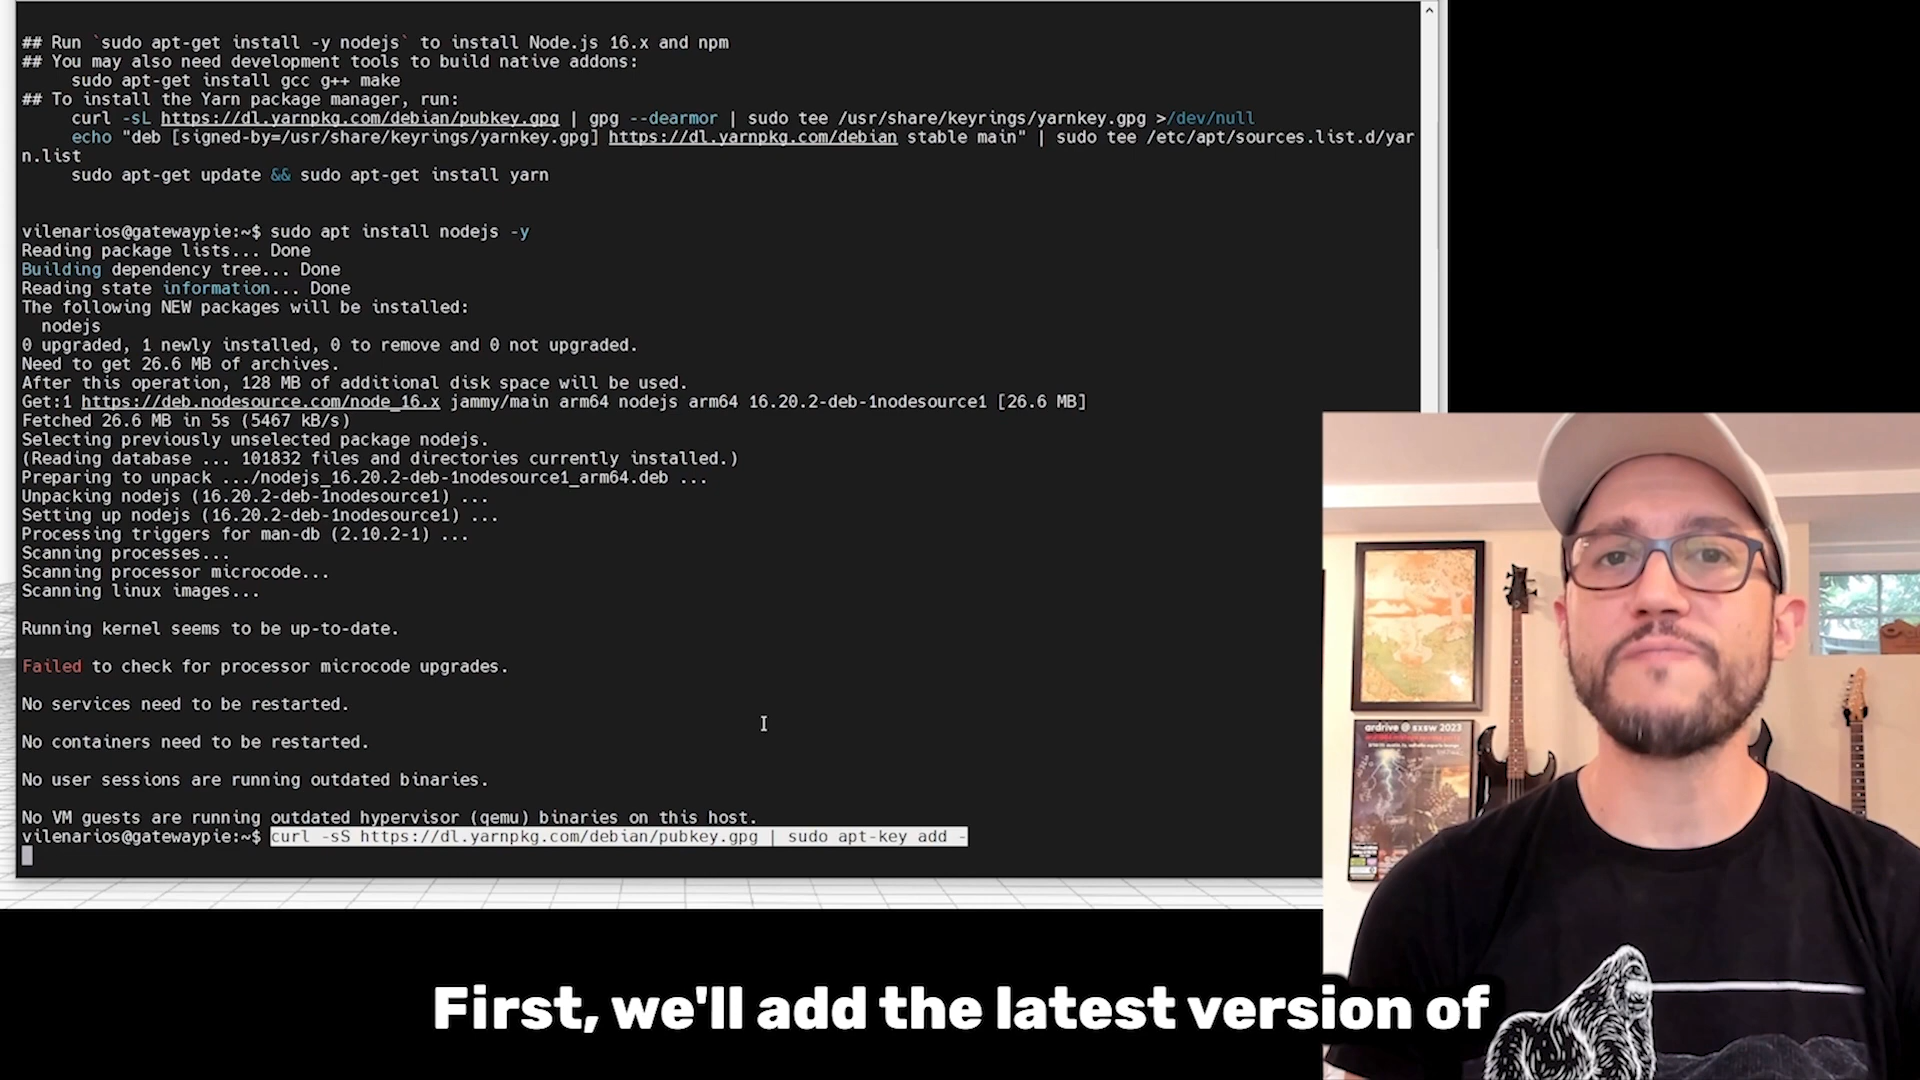 ## Run `sudo apt-get install -y nodejs` to install Node.js 16.x and npm
## You may also need development tools to build native addons:
sudo apt-get install gcc g++ make
## To install the Yarn package manager, run:
curl -sL https://dl.yarnpkg.com/debian/pubkey.gpg | gpg --dearmor | sudo tee /usr/share/keyrings/yarnkey.gpg >/dev/null
echo "deb [signed-by=/usr/share/keyrings/yarnkey.gpg] https://dl.yarnpkg.com/debian stable main" | sudo tee /etc/apt/sources.list.d/yar
n.list
sudo apt-get update && sudo apt-get install yarn
vilenarios@gatewaypie:~$ sudo apt install nodejs -y
Reading package lists... Done
Building dependency tree... Done
Reading state information... Done
The following NEW packages will be installed:
nodejs
0 upgraded, 1 newly installed, 0 to remove and 0 not upgraded.
Need to get 26.6 MB of archives.
After this operation, 128 MB of additional disk space will be used.
Get:1 https://deb.nodesource.com/node_16.x jammy/main arm64 nodejs arm64 16.20.2-deb-1nodesource1 [26.6 MB]
Fetched 26.6 MB in 5s (5467 kB/s)
Selecting previously unselected package nodejs.
(Reading database ... 101832 files and directories currently installed.)
Preparing to unpack .../nodejs_16.20.2-deb-1nodesource1_arm64.deb ...
Unpacking nodejs (16.20.2-deb-1nodesource1) ...
Setting up nodejs (16.20.2-deb-1nodesource1) ...
Processing triggers for man-db (2.10.2-1) ...
Scanning processes...
Scanning processor microcode...
Scanning linux images...
Running kernel seems to be up-to-date.
Failed to check for processor microcode upgrades.
No services need to be restarted.
No containers need to be restarted.
No user sessions are running outdated binaries.
No VM guests are running outdated hypervisor (qemu) binaries on this host.
vilenarios@gatewaypie:~$ curl -sS https://dl.yarnpkg.com/debian/pubkey.gpg | sudo apt-key add -
ardrive @ sxsw 2023
First, we'll add the latest version of